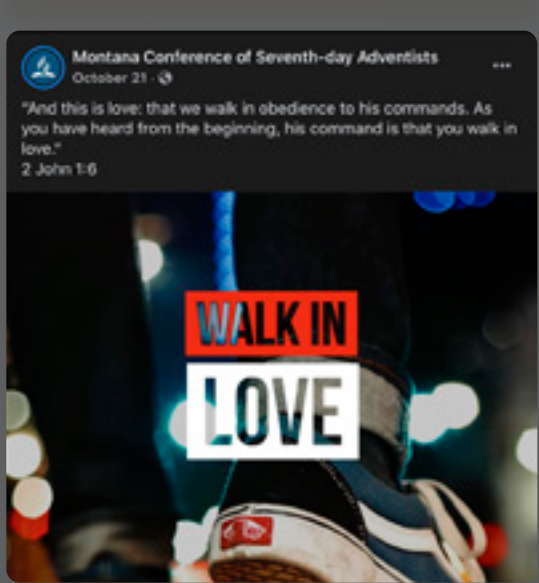 Montana Conference of Seventh-day Adventists
October 21 ·
"And this is love: that we walk in obedience to his commands. As
you have heard from the beginning, his command is that you walk in
love."
2 John 1:6
WALK IN
LOVE